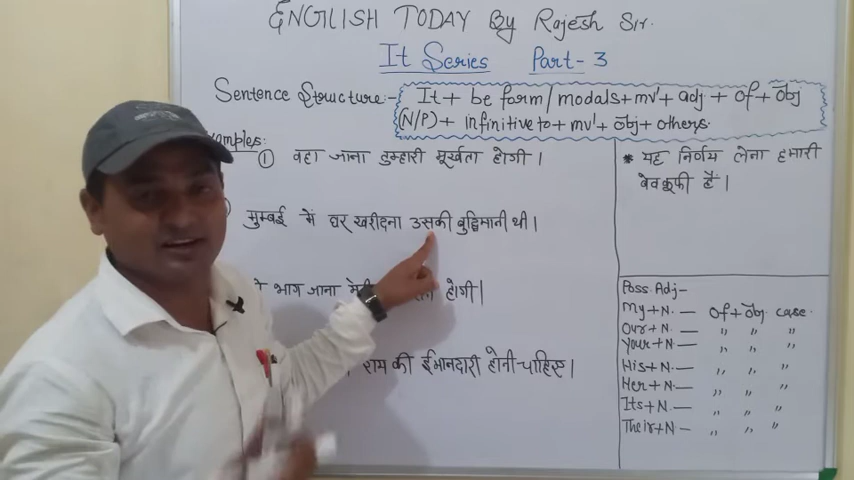 ENGLISH TODAY By Rajesh Sir.
It Series Part-3
Sentence Structure:- It + be form/modals+mv¹+ adj + of + obj
(N/P)+ infinitive to + mv¹+ obj + others.
amples:
① वहा जाना तुम्हारी मूर्खता होगी।
मुम्बई में घर खरीदना उसकी बुद्धिमानी थी।
भाग जाना होगी।
राम की ईमानदारी होनी चाहिए।
* यह निर्णय लेना हमारी
बेवकूफी है।
Poss. Adj-
My+N. — Of + Obj case.
Our+N — " " "
Your+N — " " "
His+N — " " "
Her+N — " " "
Its+N — " " "
Their+N — " " "